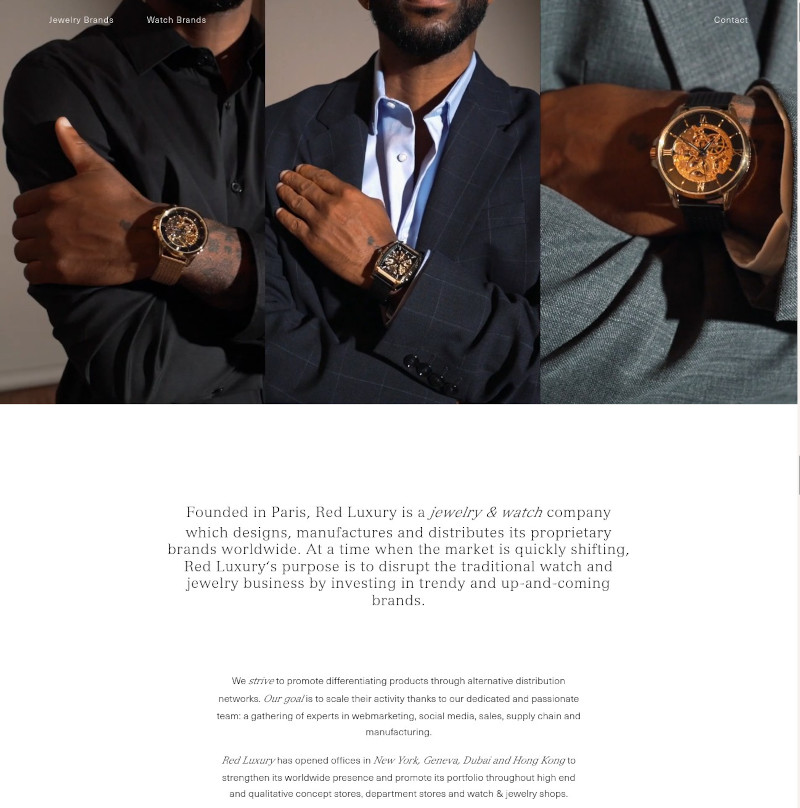 Jewelry Brands Watch Brands Contact
Founded in Paris, Red Luxury is a jewelry & watch company
which designs, manufactures and distributes its proprietary
brands worldwide. At a time when the market is quickly shifting,
Red Luxury's purpose is to disrupt the traditional watch and
jewelry business by investing in trendy and up-and-coming
brands.
We strive to promote differentiating products through alternative distribution
networks. Our goal is to scale their activity thanks to our dedicated and passionate
team: a gathering of experts in webmarketing, social media, sales, supply chain and
manufacturing.
Red Luxury has opened offices in New York, Geneva, Dubai and Hong Kong to
strengthen its worldwide presence and promote its portfolio throughout high end
and qualitative concept stores, department stores and watch & jewelry shops.